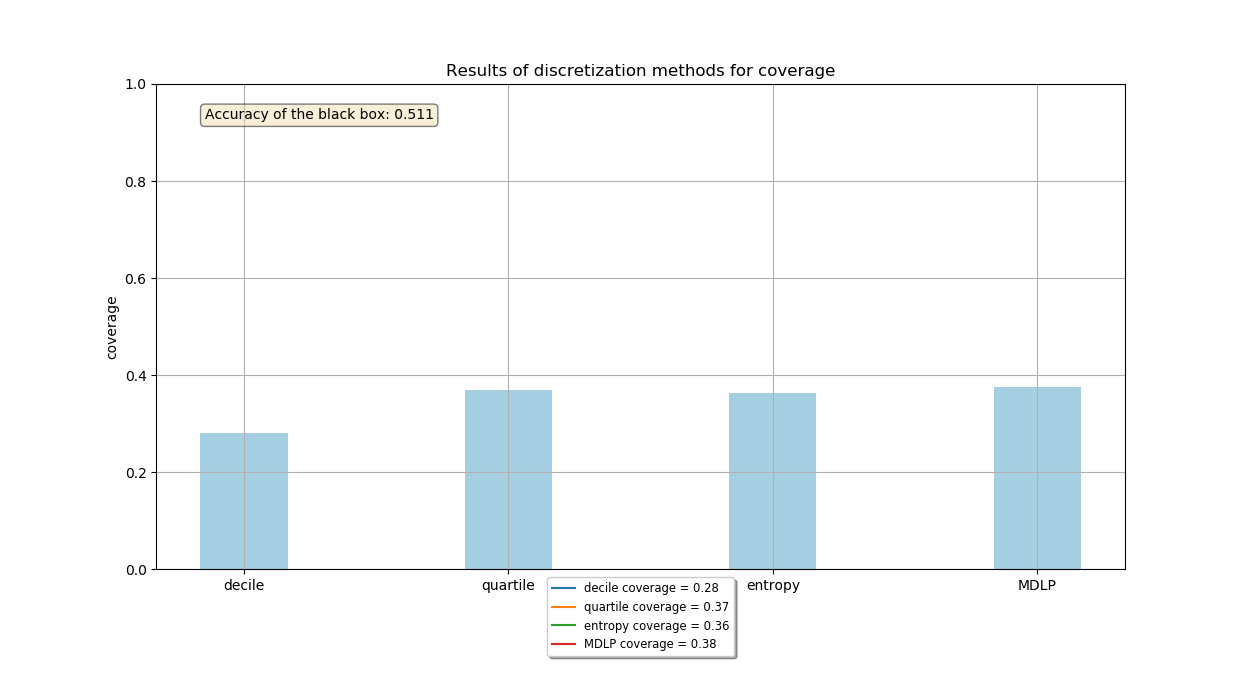 Results of discretization methods for coverage
1.0
Accuracy of the black box: 0.511
0.8
0.6
coverage
0.4
0.2
0.0
decile
quartile
entropy
MDLP
decile coverage = 0.28
quartile coverage = 0.37
entropy coverage = 0.36
MDLP coverage = 0.38